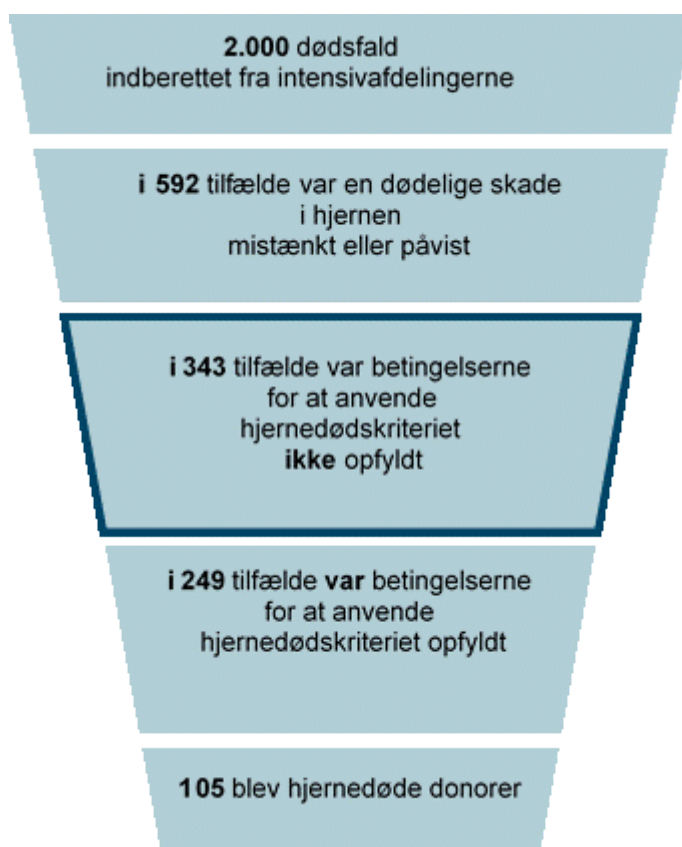 2.000 dødsfald
indberettet fra intensivafdelingerne
i 592 tilfælde var en dødelige skade
i hjernen
mistænkt eller påvist
i 343 tilfælde var betingelserne
for at anvende
hjernedødskriteriet
ikke opfyldt
i 249 tilfælde var betingelserne
for at anvende
hjernedødskriteriet opfyldt
105 blev hjernedøde donorer